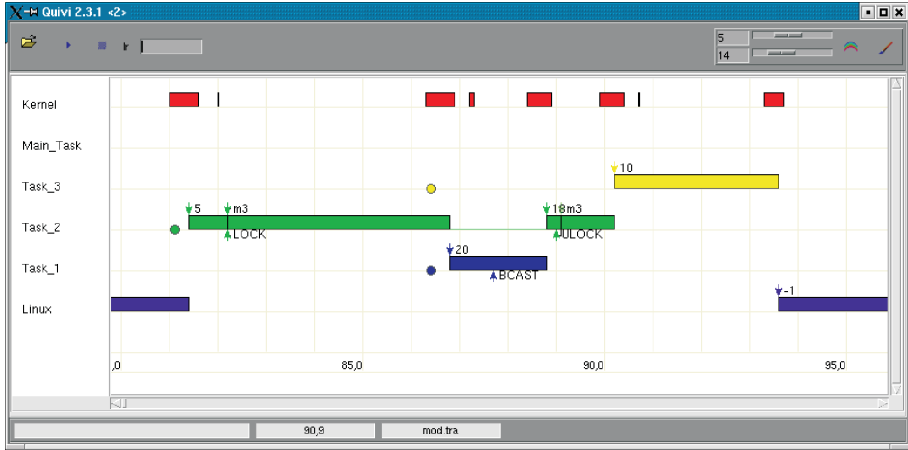 Quivi 2.3.1 <2>
Ir
5
14
Kernel
Main_Task
Task_3
10
Task_2
5
m3
LOCK
18m3
ULOCK
Task_1
20
BCAST
Linux
-1
,0
85,0
90,0
95,0
90,9
mod.tra